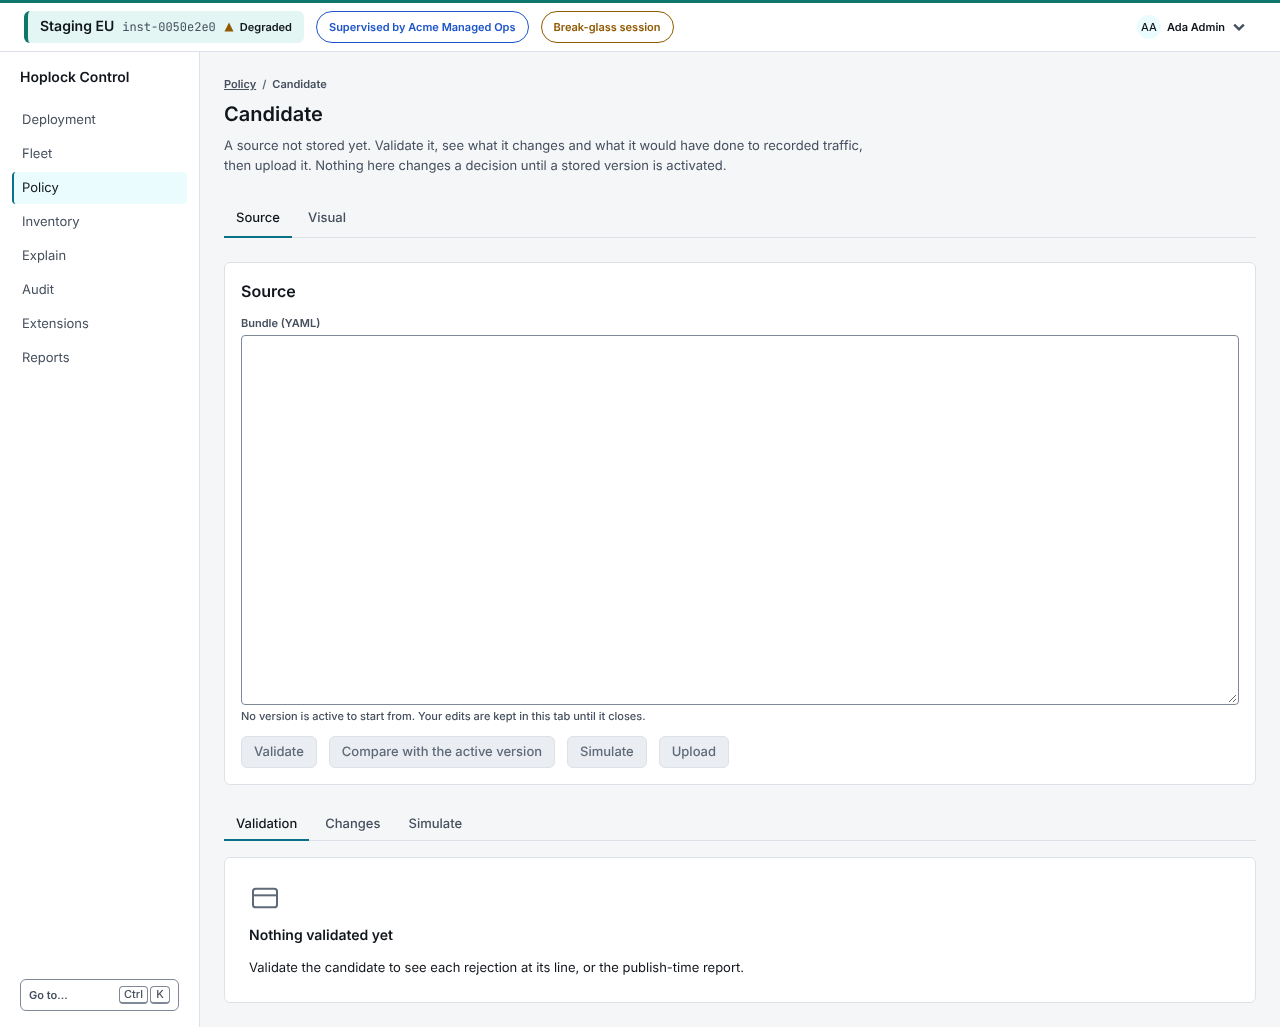 Staging EU inst-0050e2e0 Degraded
Supervised by Acme Managed Ops
Break-glass session
AA Ada Admin
Hoplock Control
Deployment
Fleet
Policy
Inventory
Explain
Audit
Extensions
Reports
Go to...
Ctrl K
Policy / Candidate
Candidate
A source not stored yet. Validate it, see what it changes and what it would have done to recorded traffic,
then upload it. Nothing here changes a decision until a stored version is activated.
Source Visual
Source
Bundle (YAML)
No version is active to start from. Your edits are kept in this tab until it closes.
Validate Compare with the active version Simulate Upload
Validation Changes Simulate
Nothing validated yet
Validate the candidate to see each rejection at its line, or the publish-time report.